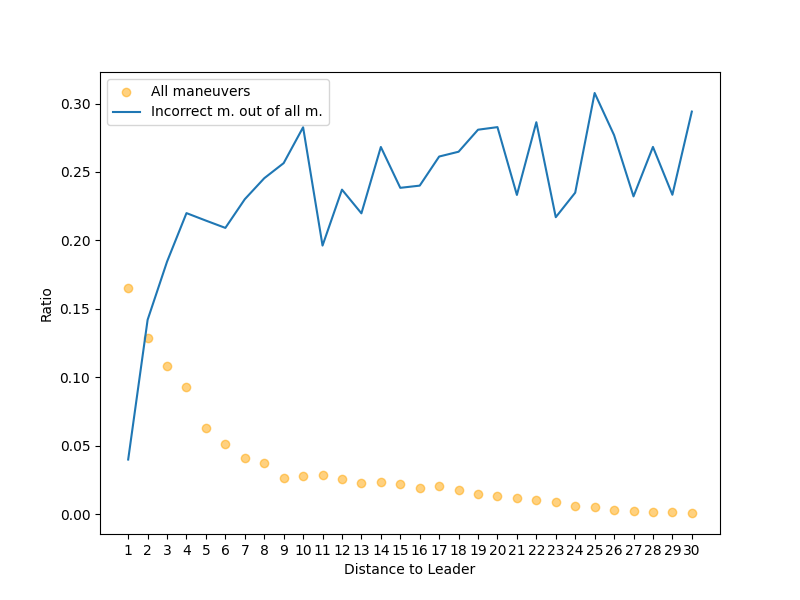 All maneuvers
Incorrect m. out of all m.
0.30
0.25
0.20
0.15
0.10
0.05
0.00
Ratio
1 2 3 4 5 6 7 8 9 10 11 12 13 14 15 16 17 18 19 20 21 22 23 24 25 26 27 28 29 30
Distance to Leader